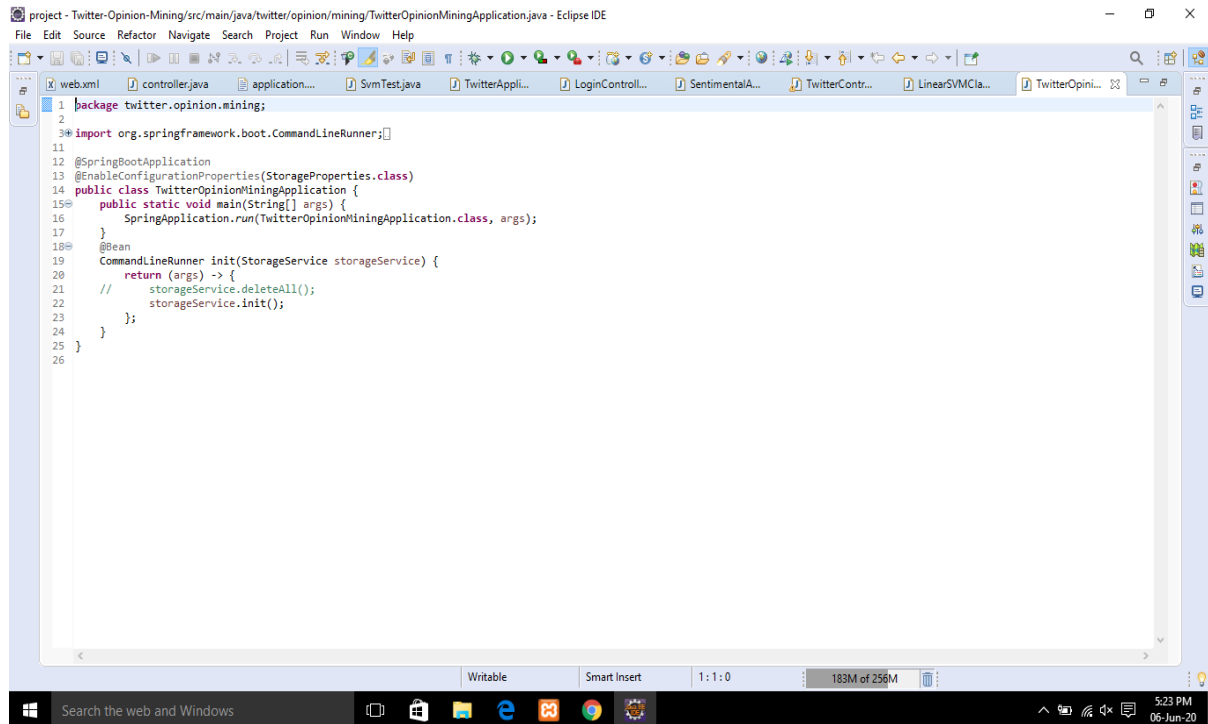 project - Twitter-Opinion-Mining/src/main/java/twitter/opinion/mining/TwitterOpinionMiningApplication.java - Eclipse IDE
File Edit Source Refactor Navigate Search Project Run Window Help
web.xml controller.java application.... SvmTest.java TwitterAppli... LoginControll... SentimentalA... TwitterContr... LinearSVMCla... TwitterOpini...
1 package twitter.opinion.mining;
2
3 import org.springframework.boot.CommandLineRunner;
11
12 @SpringBootApplication
13 @EnableConfigurationProperties(StorageProperties.class)
14 public class TwitterOpinionMiningApplication {
15     public static void main(String[] args) {
16         SpringApplication.run(TwitterOpinionMiningApplication.class, args);
17     }
18     @Bean
19     CommandLineRunner init(StorageService storageService) {
20         return (args) -> {
21 //          storageService.deleteAll();
22             storageService.init();
23         };
24     }
25 }
26
Writable Smart Insert 1 : 1 : 0 183M of 256M
Search the web and Windows
5:23 PM
06-Jun-20